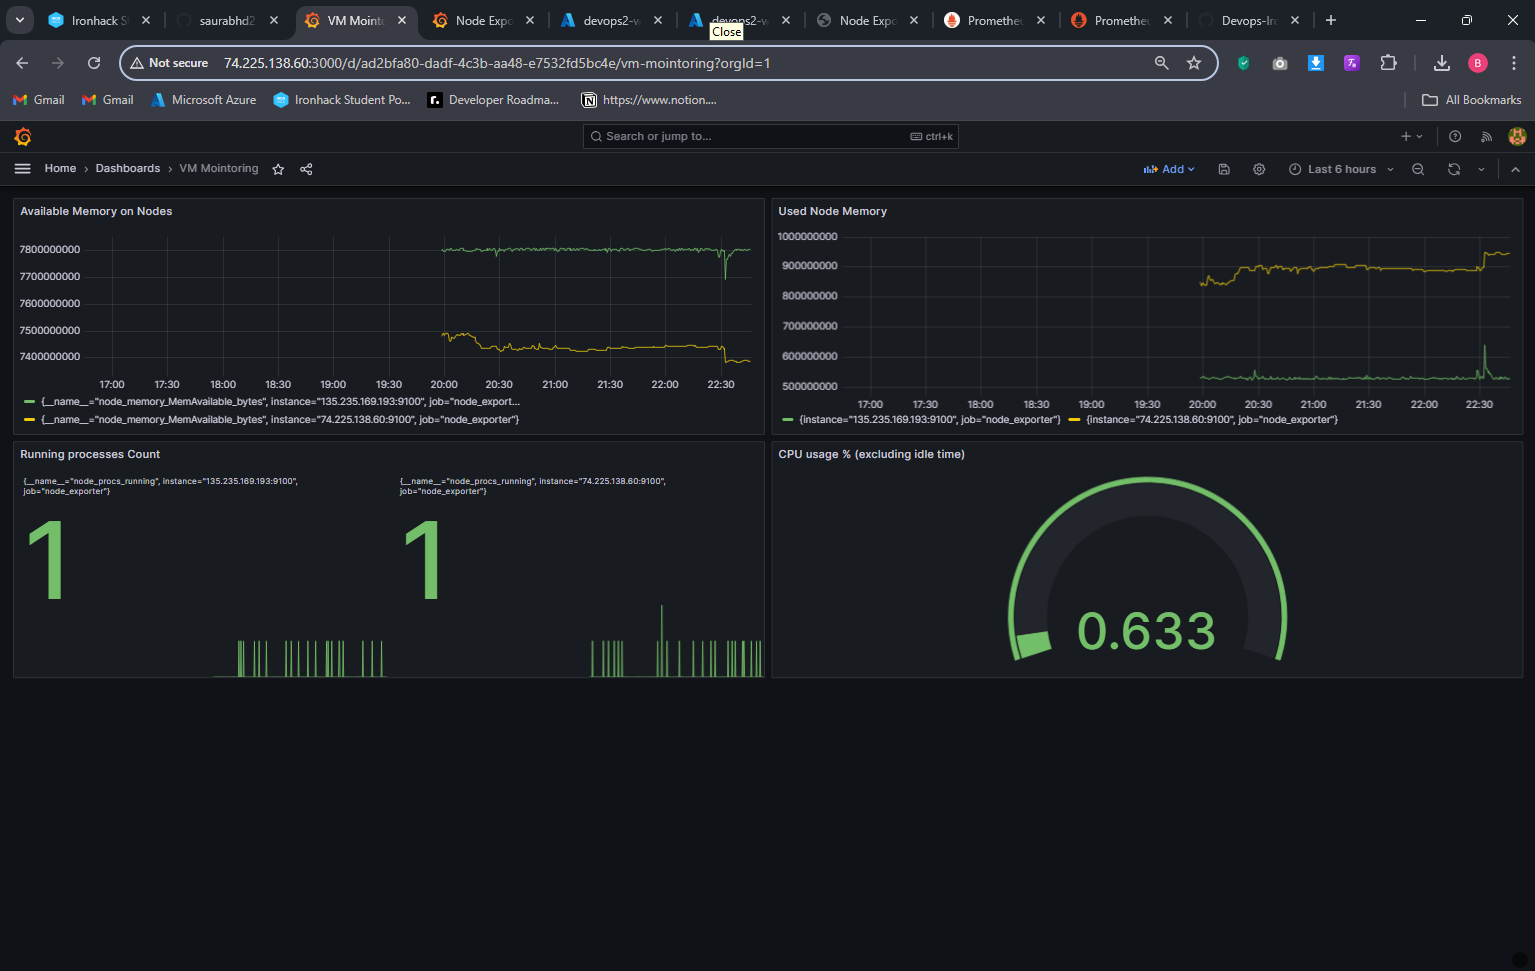 Ironhack S
saurabhd2
VM Mointo
Node Expo
devops2-w
devops2-w
Node Expo
Prometheu
Prometheu
Devops-Iro
Close
Not secure
74.225.138.60:3000/d/ad2bfa80-dadf-4c3b-aa48-e7532fd5bc4e/vm-mointoring?orgId=1
B
Gmail
Gmail
Microsoft Azure
Ironhack Student Po...
r.
Developer Roadma...
https://www.notion....
All Bookmarks
Search or jump to...
ctrl+k
Home › Dashboards › VM Mointoring
Add
Last 6 hours
Available Memory on Nodes
7800000000
7700000000
7600000000
7500000000
7400000000
17:00 17:30 18:00 18:30 19:00 19:30 20:00 20:30 21:00 21:30 22:00 22:30
{__name__="node_memory_MemAvailable_bytes", instance="135.235.169.193:9100", job="node_export...
{__name__="node_memory_MemAvailable_bytes", instance="74.225.138.60:9100", job="node_exporter"}
Used Node Memory
1000000000
900000000
800000000
700000000
600000000
500000000
17:00 17:30 18:00 18:30 19:00 19:30 20:00 20:30 21:00 21:30 22:00 22:30
{instance="135.235.169.193:9100", job="node_exporter"} {instance="74.225.138.60:9100", job="node_exporter"}
Running processes Count
{__name__="node_procs_running", instance="135.235.169.193:9100",
job="node_exporter"}
1
{__name__="node_procs_running", instance="74.225.138.60:9100",
job="node_exporter"}
1
CPU usage % (excluding idle time)
0.633